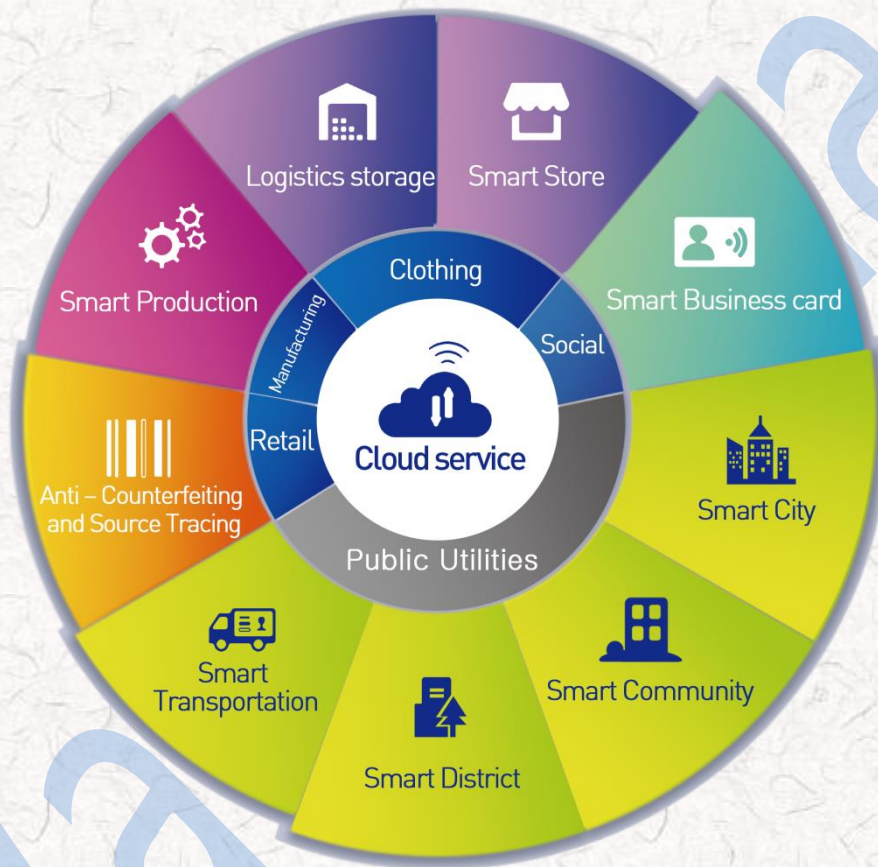 Logistics storage
Smart Store
Smart Production
Smart Business card
Clothing
Manufacturing
Social
Retail
Cloud service
Public Utilities
Anti – Counterfeiting
and Source Tracing
Smart City
Smart Transportation
Smart Community
Smart District